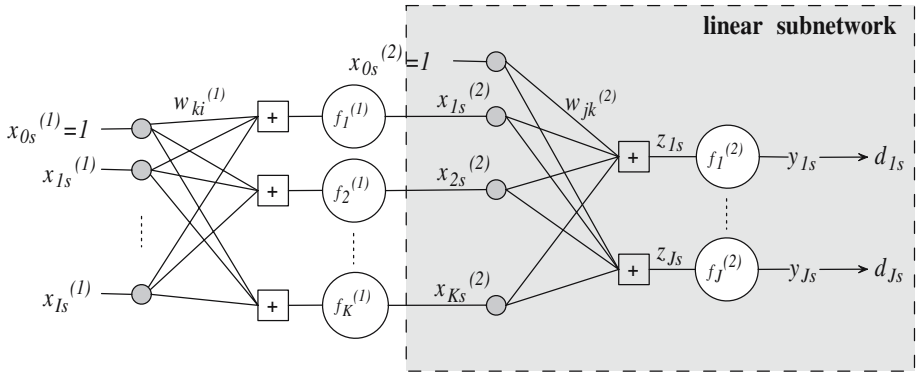 linear subnetwork
x0s(2)=1
wki(1)
x0s(1)=1
x1s(1)
xIs(1)
+
+
+
f1(1)
f2(1)
fK(1)
x1s(2)
x2s(2)
xKs(2)
wjk(2)
+
+
z1s
zJs
f1(2)
fJ(2)
y1s
yJs
d1s
dJs